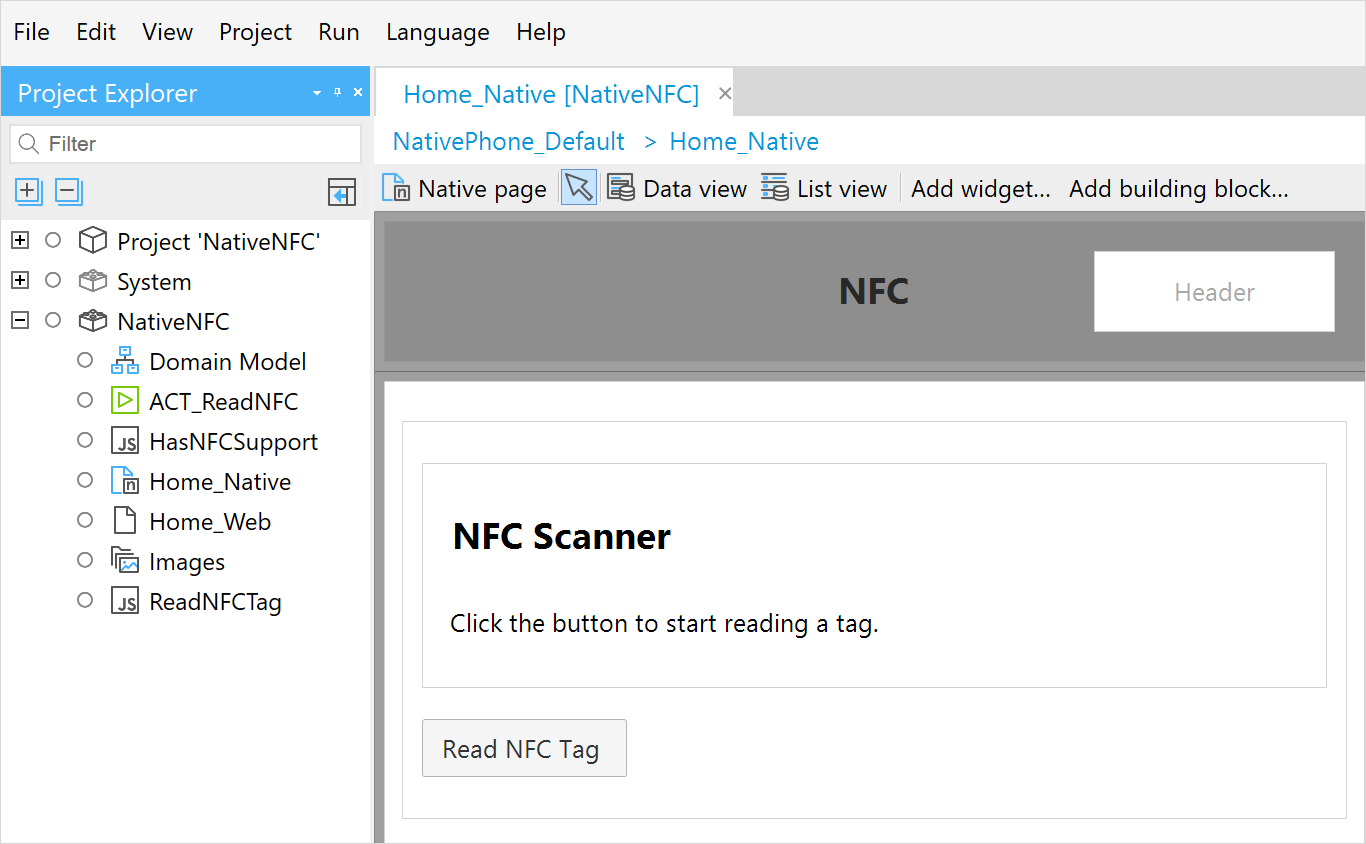 File Edit View Project Run Language Help
Project Explorer
Filter
Project 'NativeNFC'
System
NativeNFC
Domain Model
ACT_ReadNFC
JS HasNFCSupport
n Home_Native
Home_Web
Images
JS ReadNFCTag
Home_Native [NativeNFC]
NativePhone_Default > Home_Native
n Native page Data view List view Add widget... Add building block...
NFC
Header
NFC Scanner
Click the button to start reading a tag.
Read NFC Tag